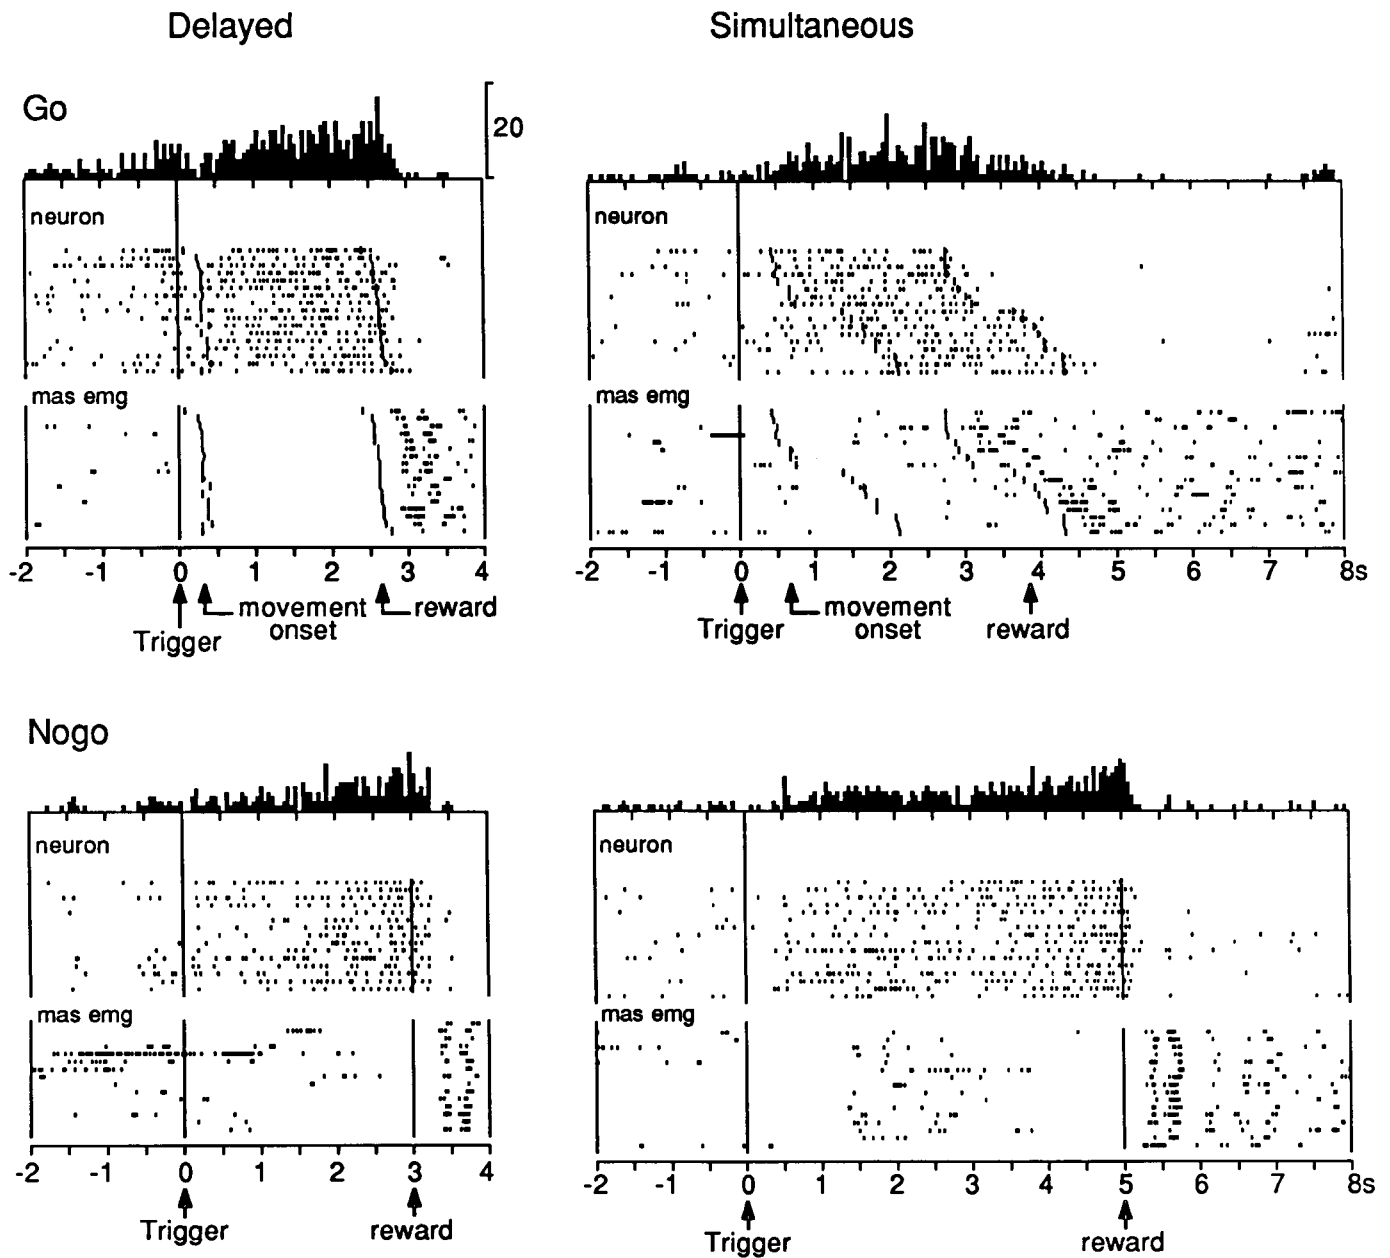 Delayed
Simultaneous
Go
20
neuron
neuron
mas emg
mas emg
-2 -1 0 1 2 3 4
-2 -1 0 1 2 3 4 5 6 7 8s
movement onset
reward
Trigger
movement onset
reward
Trigger
Nogo
neuron
neuron
mas emg
mas emg
-2 -1 0 1 2 3 4
-2 -1 0 1 2 3 4 5 6 7 8s
Trigger
reward
Trigger
reward